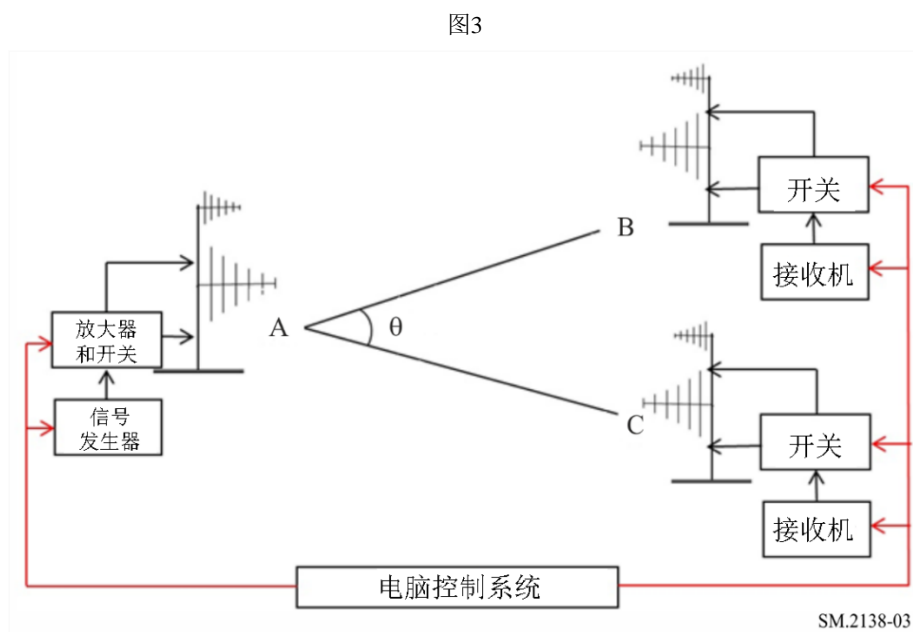 图3
开关
B
接收机
A
θ
放大器
和开关
信号
发生器
C
开关
接收机
电脑控制系统
SM.2138-03